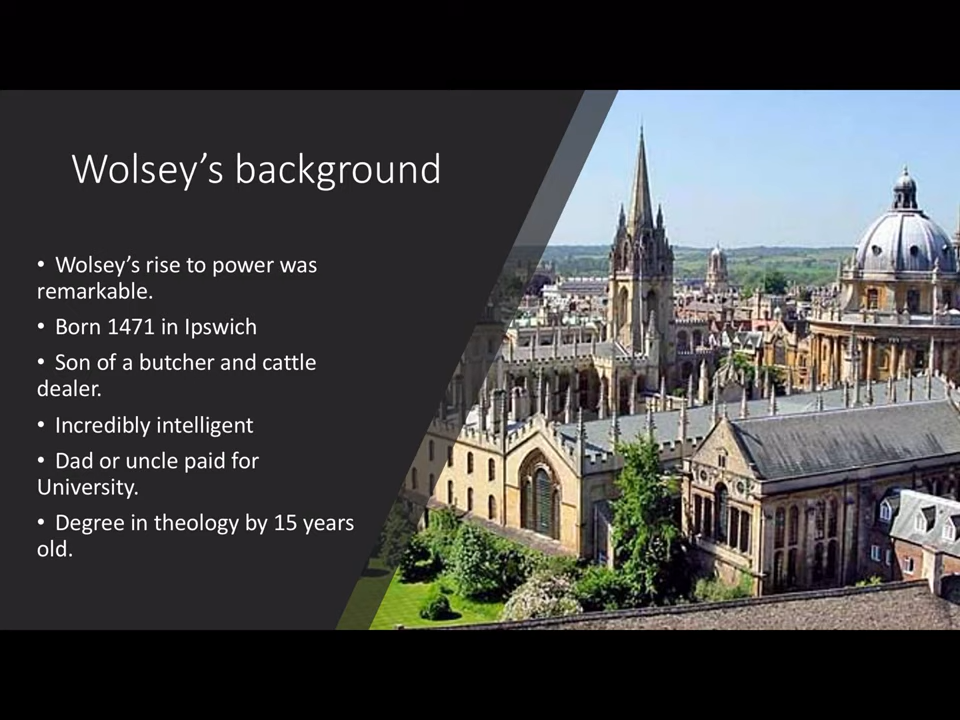 Wolsey’s background
• Wolsey’s rise to power was
remarkable.
• Born 1471 in Ipswich
• Son of a butcher and cattle
dealer.
• Incredibly intelligent
• Dad or uncle paid for
University.
• Degree in theology by 15 years
old.